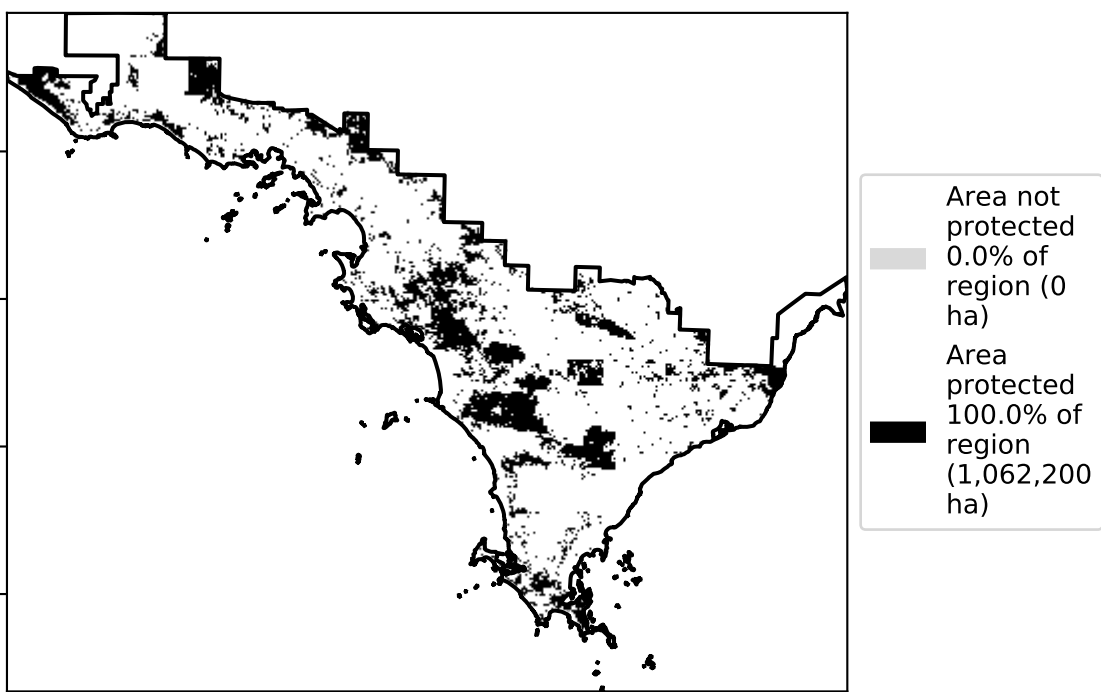 Area not
protected
0.0% of
region (0
ha)
Area
protected
100.0% of
region
(1,062,200
ha)